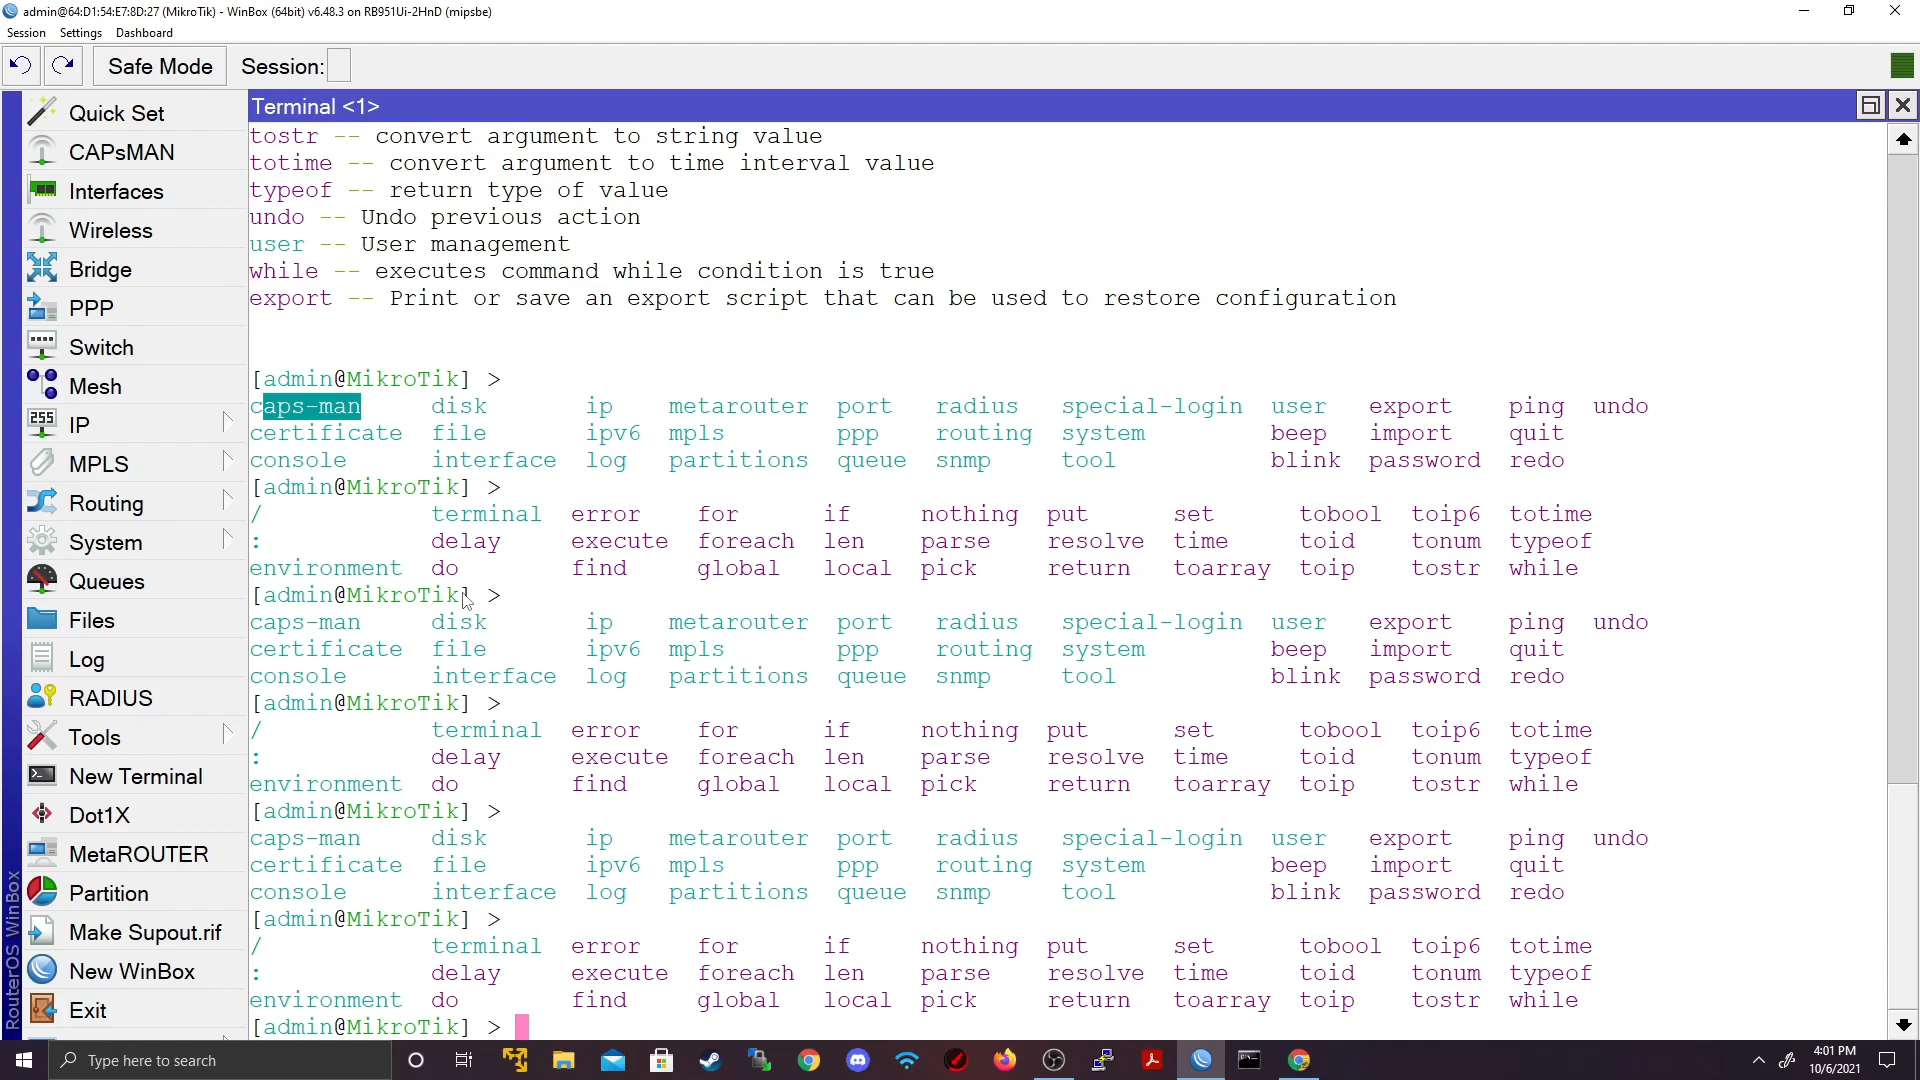 admin@64:D1:54:E7:8D:27 (MikroTik) - WinBox (64bit) v6.48.3 on RB951Ui-2HnD (mipsbe)
Session Settings Dashboard
Safe Mode Session:
Quick Set
CAPsMAN
Interfaces
Wireless
Bridge
PPP
Switch
Mesh
255
IP
MPLS
Routing
System
Queues
Files
Log
RADIUS
Tools
New Terminal
Dot1X
MetaROUTER
Partition
Make Supout.rif
New WinBox
Exit
RouterOS WinBox
Terminal <1>
tostr -- convert argument to string value
totime -- convert argument to time interval value
typeof -- return type of value
undo -- Undo previous action
user -- User management
while -- executes command while condition is true
export -- Print or save an export script that can be used to restore configuration
[admin@MikroTik] >
caps-man disk ip metarouter port radius special-login user export ping undo
certificate file ipv6 mpls ppp routing system beep import quit
console interface log partitions queue snmp tool blink password redo
[admin@MikroTik] >
/ terminal error for if nothing put set tobool toip6 totime
: delay execute foreach len parse resolve time toid tonum typeof
environment do find global local pick return toarray toip tostr while
[admin@MikroTik] >
caps-man disk ip metarouter port radius special-login user export ping undo
certificate file ipv6 mpls ppp routing system beep import quit
console interface log partitions queue snmp tool blink password redo
[admin@MikroTik] >
/ terminal error for if nothing put set tobool toip6 totime
: delay execute foreach len parse resolve time toid tonum typeof
environment do find global local pick return toarray toip tostr while
[admin@MikroTik] >
caps-man disk ip metarouter port radius special-login user export ping undo
certificate file ipv6 mpls ppp routing system beep import quit
console interface log partitions queue snmp tool blink password redo
[admin@MikroTik] >
/ terminal error for if nothing put set tobool toip6 totime
: delay execute foreach len parse resolve time toid tonum typeof
environment do find global local pick return toarray toip tostr while
[admin@MikroTik] >
Type here to search
4:01 PM
10/6/2021